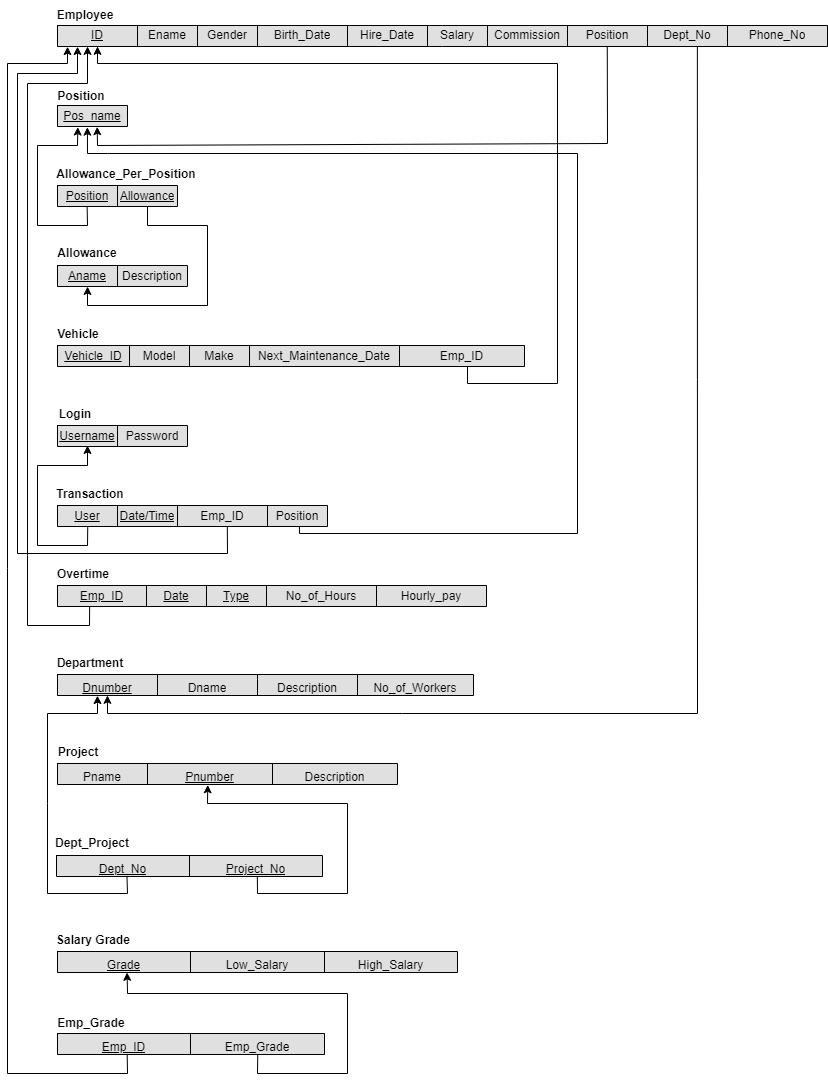 Employee
ID Ename Gender Birth_Date Hire_Date Salary Commission Position Dept_No Phone_No
Position
Pos_name
Allowance_Per_Position
Position Allowance
Allowance
Aname Description
Vehicle
Vehicle_ID Model Make Next_Maintenance_Date Emp_ID
Login
Username Password
Transaction
User Date/Time Emp_ID Position
Overtime
Emp_ID Date Type No_of_Hours Hourly_pay
Department
Dnumber Dname Description No_of_Workers
Project
Pname Pnumber Description
Dept_Project
Dept_No Project_No
Salary Grade
Grade Low_Salary High_Salary
Emp_Grade
Emp_ID Emp_Grade